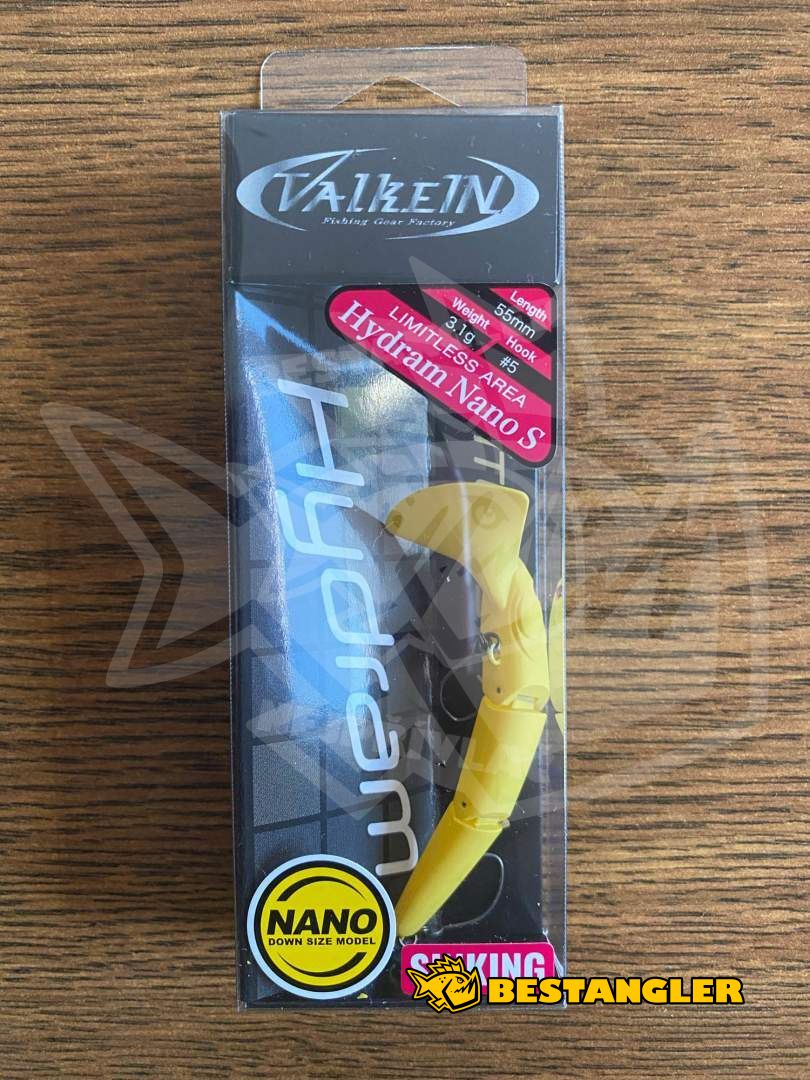 ValkeIN
Fishing Gear Factory
Length
55mm
Weight
3.1g
Hook
#5
LIMITLESS AREA
Hydram Nano S
Hydram
NANO
DOWN SIZE MODEL
SINKING
BESTANGLER